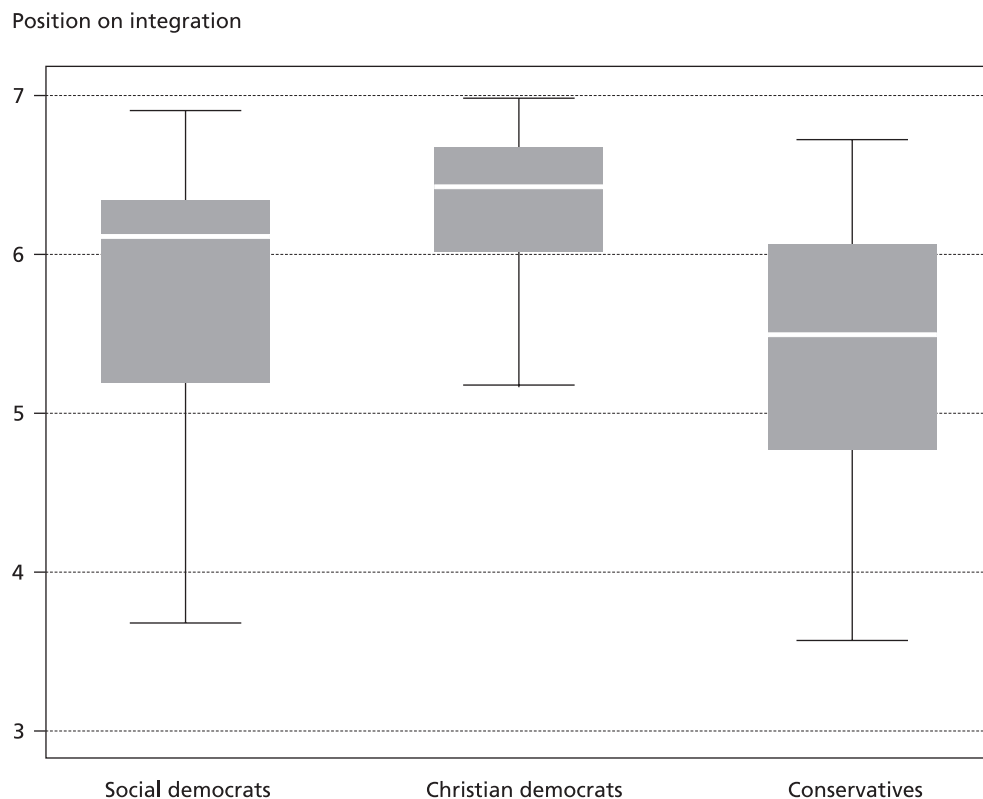 Position on integration
7
6
5
4
3
Social democrats
Christian democrats
Conservatives